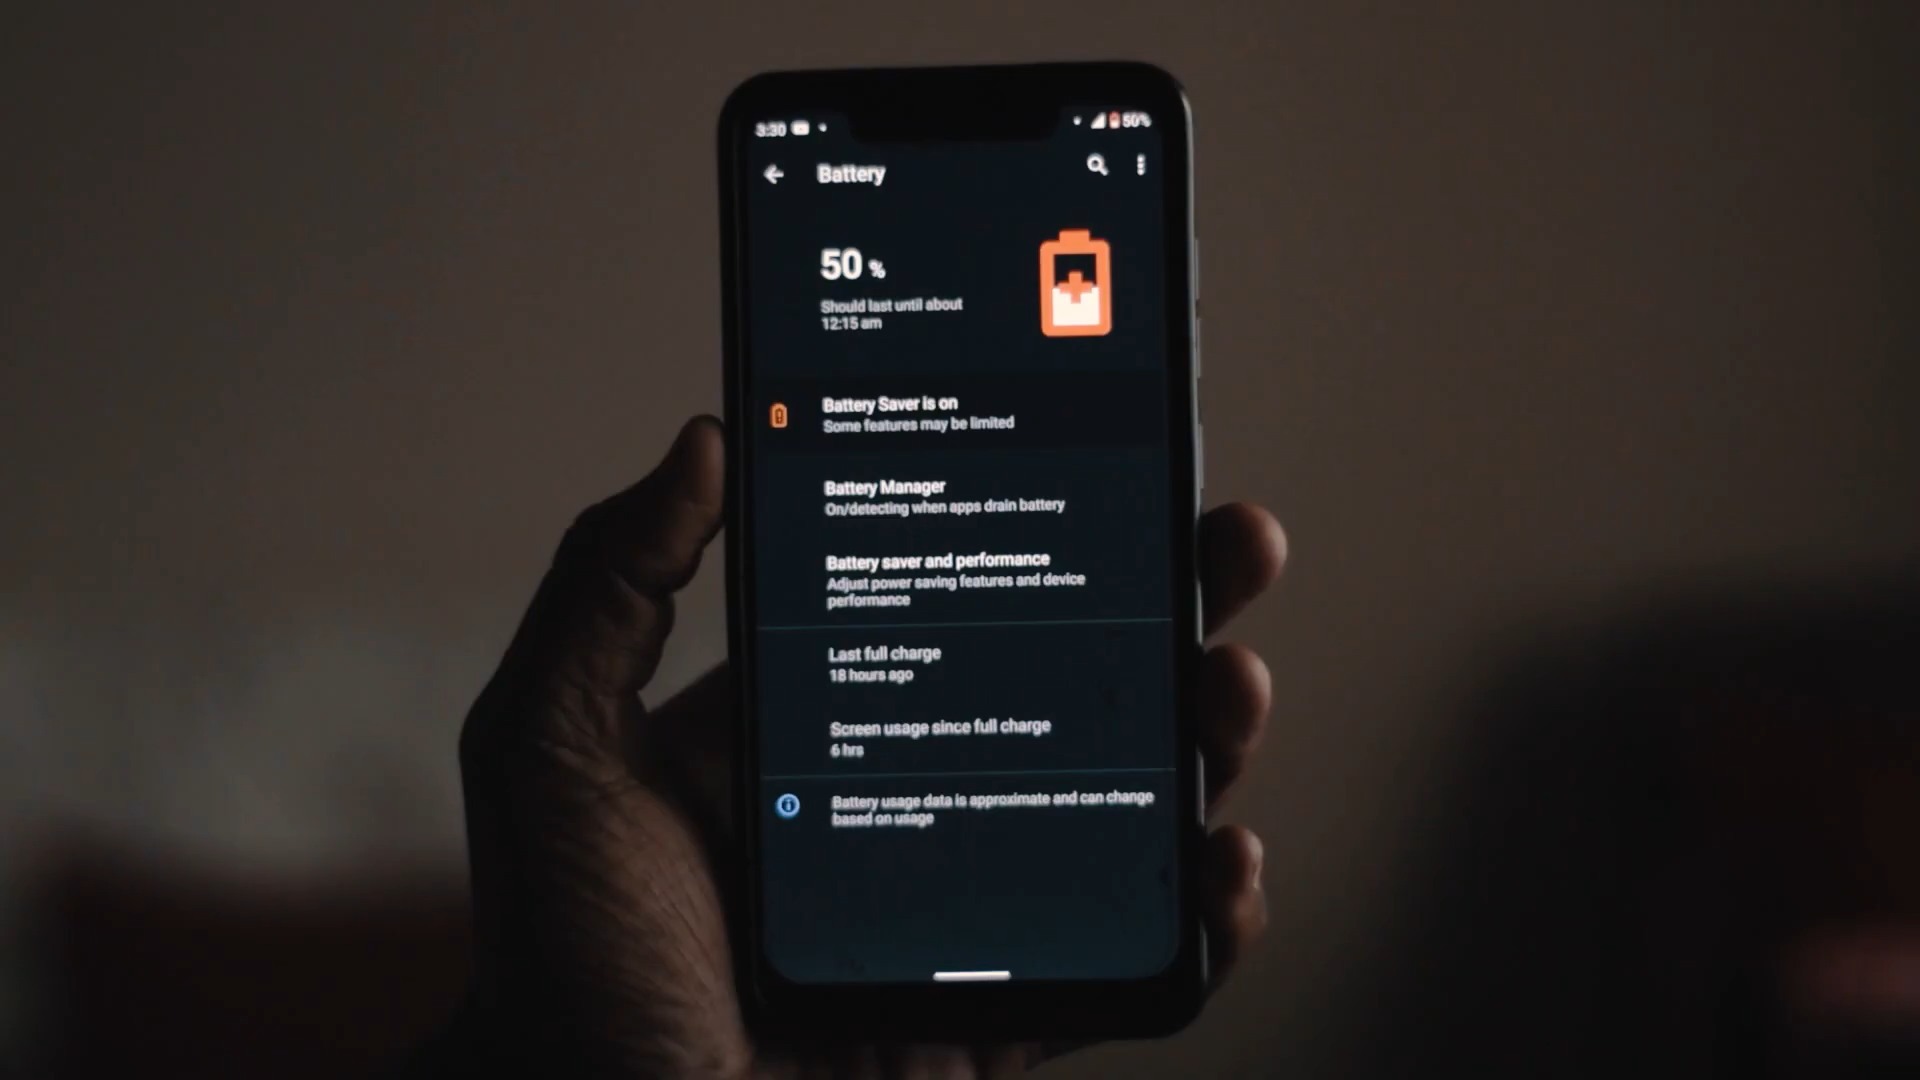 3:30
50%
Battery
50 %
Should last until about
12:15 am
Battery Saver is on
Some features may be limited
Battery Manager
On/detecting when apps drain battery
Battery saver and performance
Adjust power saving features and device
performance
Last full charge
18 hours ago
Screen usage since full charge
6 hrs
Battery usage data is approximate and can change
based on usage